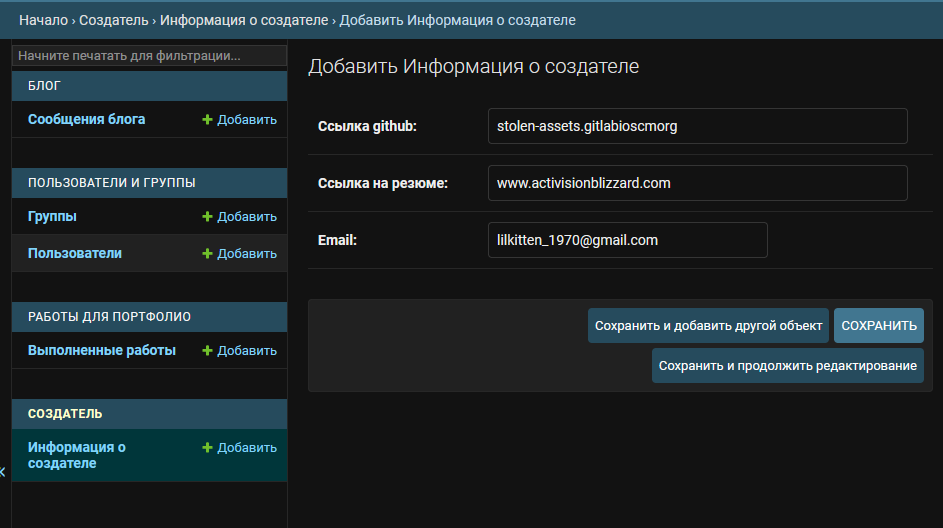 Начало › Создатель › Информация о создателе › Добавить Информация о создателе
Начните печатать для фильтрации...
БЛОГ
Сообщения блога + Добавить
ПОЛЬЗОВАТЕЛИ И ГРУППЫ
Группы + Добавить
Пользователи + Добавить
РАБОТЫ ДЛЯ ПОРТФОЛИО
Выполненные работы + Добавить
СОЗДАТЕЛЬ
Информация о
создателе + Добавить
«
Добавить Информация о создателе
Ссылка github: stolen-assets.gitlabioscmorg
Ссылка на резюме: www.activisionblizzard.com
Email: lilkitten_1970@gmail.com
Сохранить и добавить другой объект СОХРАНИТЬ
Сохранить и продолжить редактирование